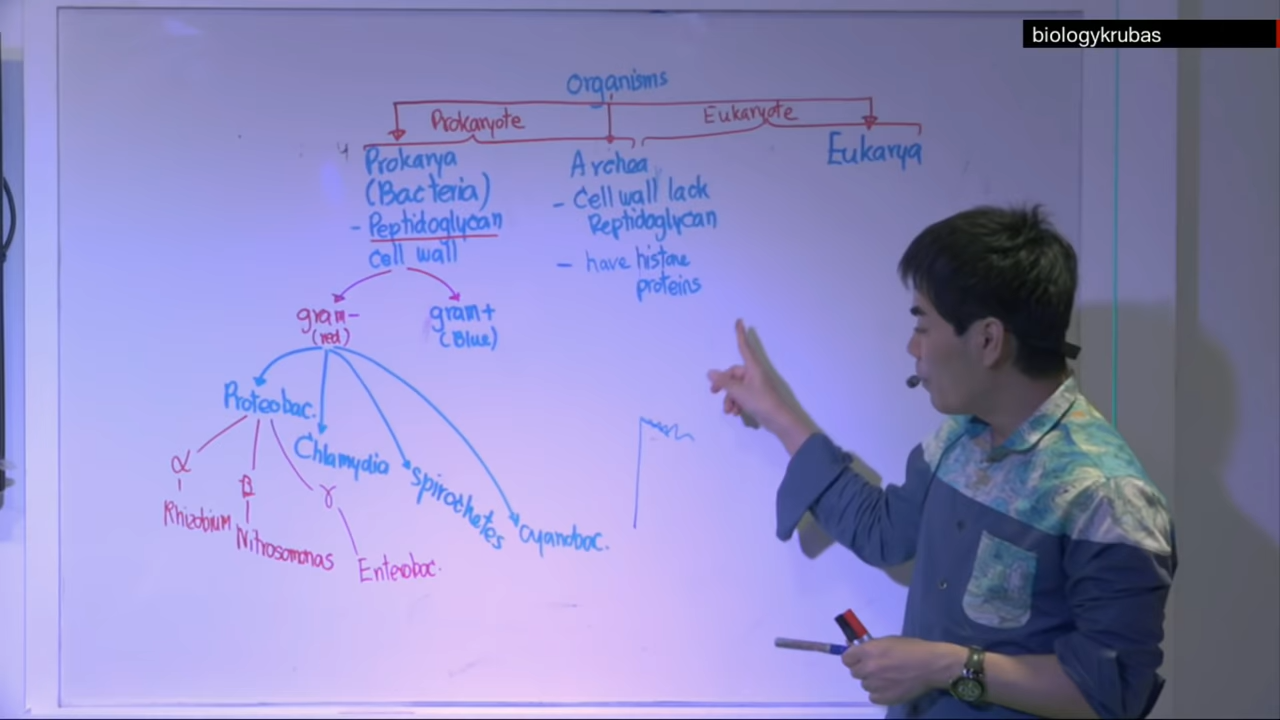 biologykrubas
Organisms
Prokaryote
Eukaryote
Prokarya
(Bacteria)
- Peptidoglycan
cell wall
Archea
- Cell wall lack
Peptidoglycan
- have histone
proteins
Eukarya
gram-
(red)
gram+
(Blue)
Proteobac.
Chlamydia
Spirochetes
Cyanobac.
α
β
γ
Rhizobium
Nitrosomonas
Enterobac.